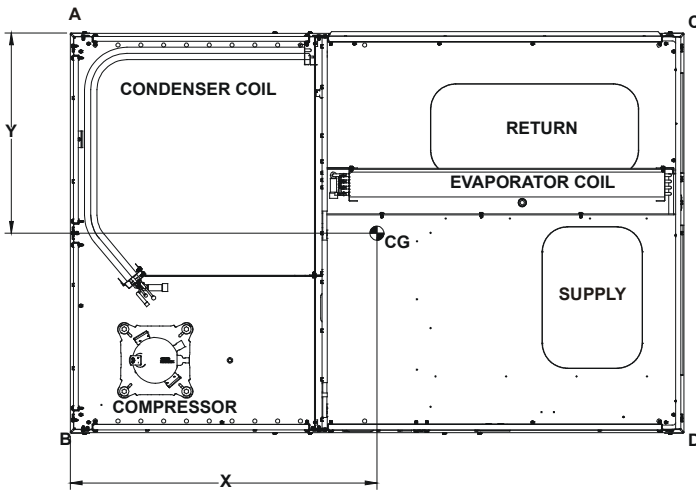 A
C
CONDENSER COIL
Y
RETURN
EVAPORATOR COIL
CG
SUPPLY
COMPRESSOR
B
D
X